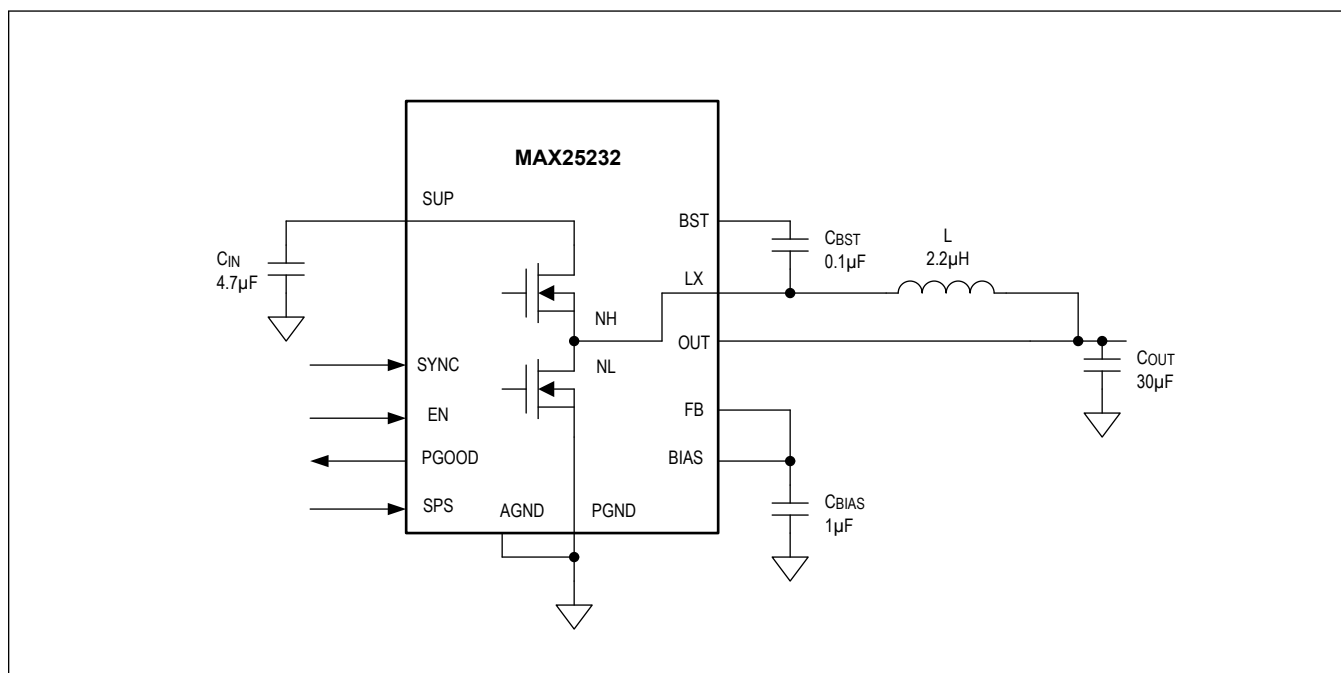 MAX25232
SUP
BST
CBST
0.1µF
L
2.2µH
CIN
4.7µF
LX
NH
OUT
NL
SYNC
COUT
30µF
EN
FB
PGOOD
BIAS
SPS
AGND
PGND
CBIAS
1µF